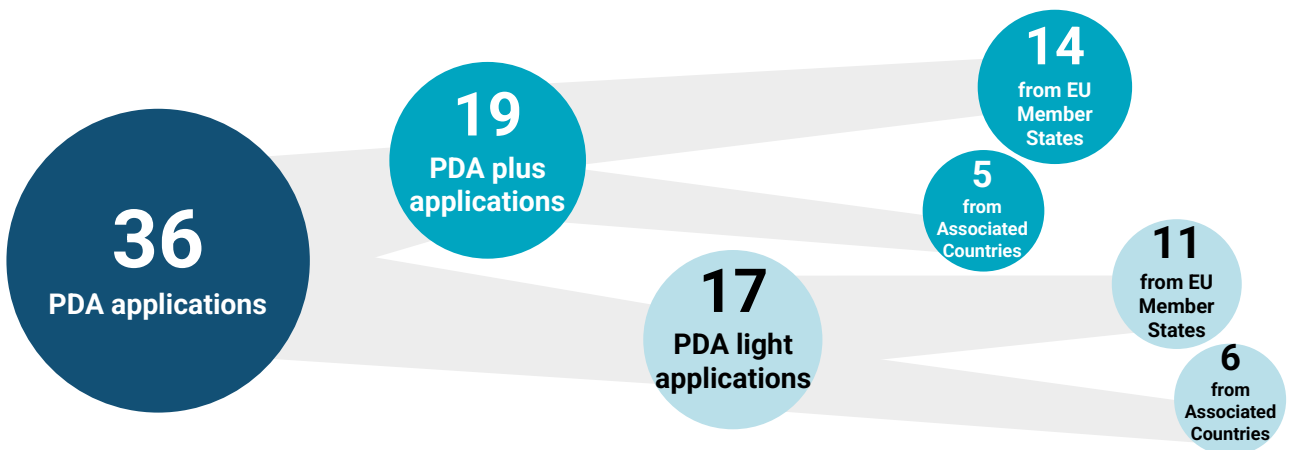 36
PDA applications
19
PDA plus
applications
14
from EU
Member
States
5
from
Associated
Countries
17
PDA light
applications
11
from EU
Member
States
6
from
Associated
Countries